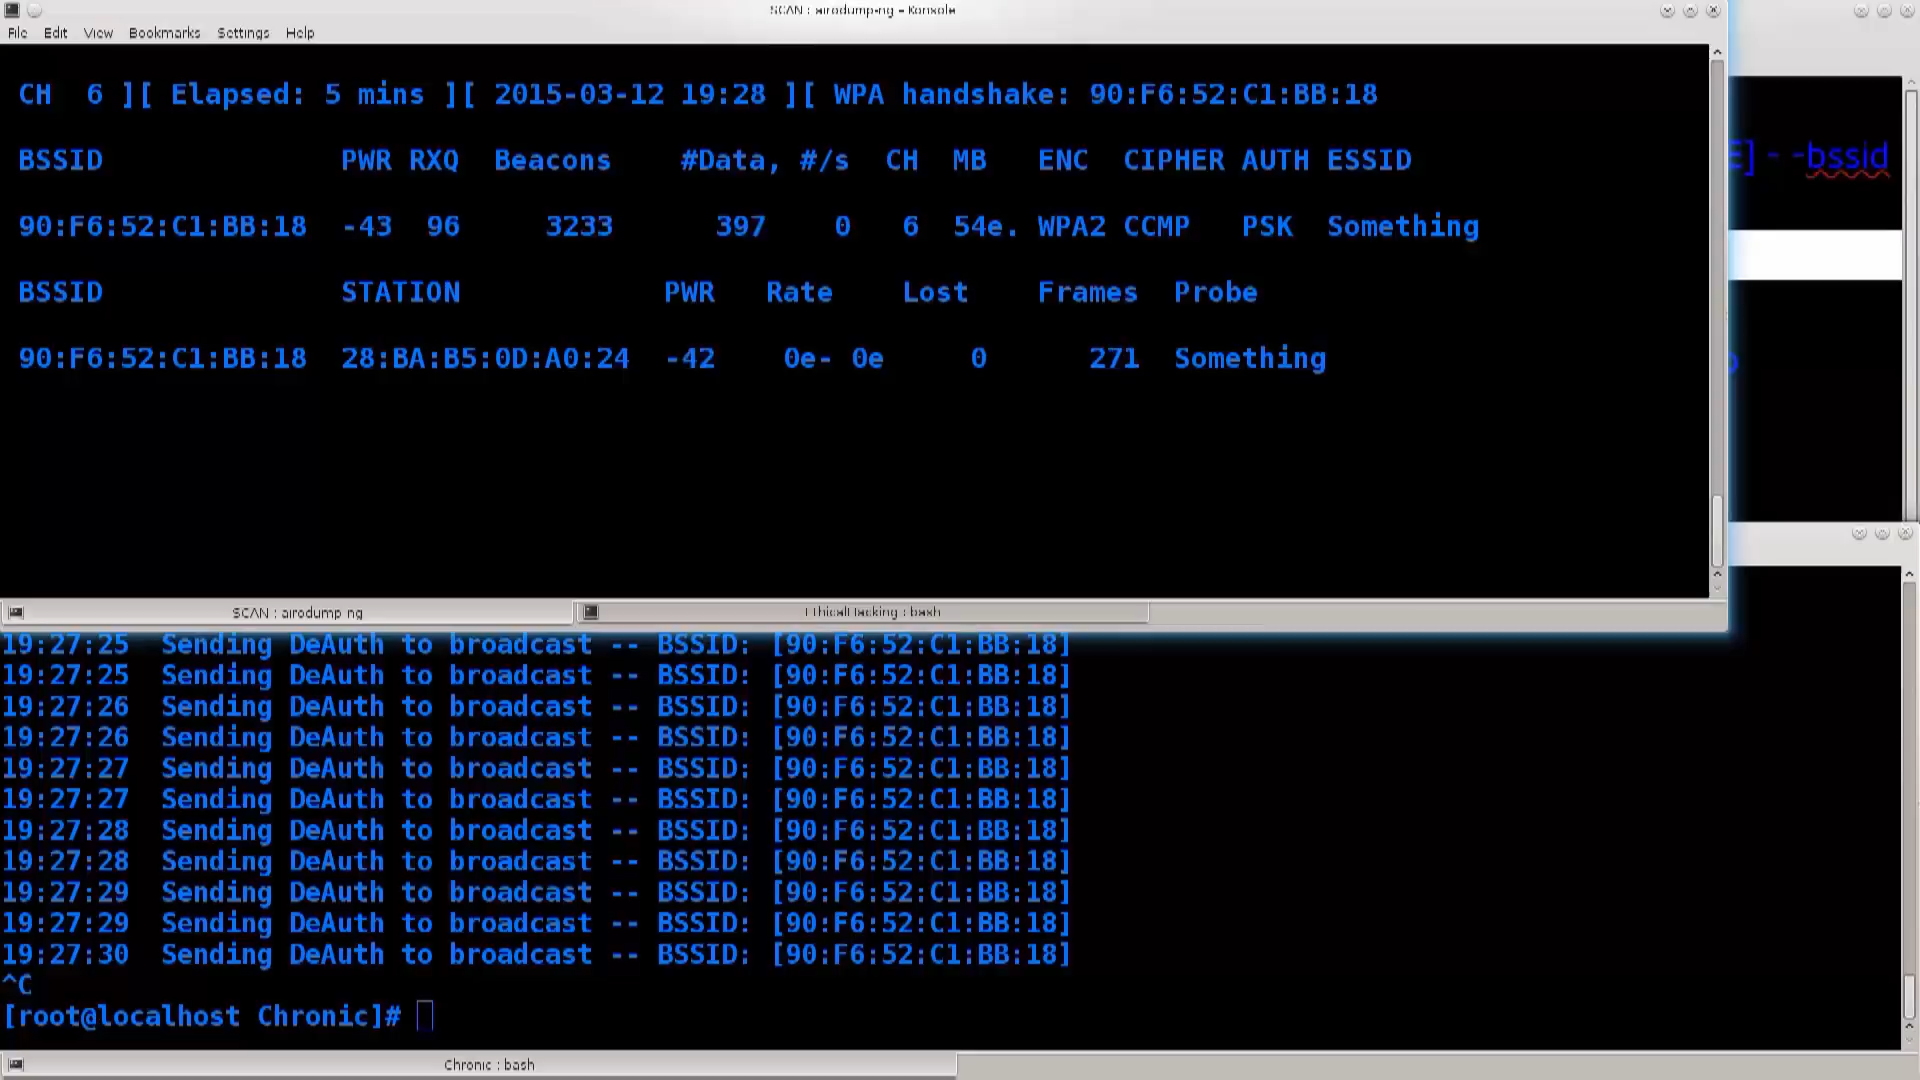 SCAN : airodump-ng – Konsole
File Edit View Bookmarks Settings Help
CH 6 ][ Elapsed: 5 mins ][ 2015-03-12 19:28 ][ WPA handshake: 90:F6:52:C1:BB:18
BSSID PWR RXQ Beacons #Data, #/s CH MB ENC CIPHER AUTH ESSID
90:F6:52:C1:BB:18 -43 96 3233 397 0 6 54e. WPA2 CCMP PSK Something
BSSID STATION PWR Rate Lost Frames Probe
90:F6:52:C1:BB:18 28:BA:B5:0D:A0:24 -42 0e- 0e 0 271 Something
] - -bssid
SCAN : airodump-ng
EthicalHacking : bash
19:27:25 Sending DeAuth to broadcast -- BSSID: [90:F6:52:C1:BB:18]
19:27:25 Sending DeAuth to broadcast -- BSSID: [90:F6:52:C1:BB:18]
19:27:26 Sending DeAuth to broadcast -- BSSID: [90:F6:52:C1:BB:18]
19:27:26 Sending DeAuth to broadcast -- BSSID: [90:F6:52:C1:BB:18]
19:27:27 Sending DeAuth to broadcast -- BSSID: [90:F6:52:C1:BB:18]
19:27:27 Sending DeAuth to broadcast -- BSSID: [90:F6:52:C1:BB:18]
19:27:28 Sending DeAuth to broadcast -- BSSID: [90:F6:52:C1:BB:18]
19:27:28 Sending DeAuth to broadcast -- BSSID: [90:F6:52:C1:BB:18]
19:27:29 Sending DeAuth to broadcast -- BSSID: [90:F6:52:C1:BB:18]
19:27:29 Sending DeAuth to broadcast -- BSSID: [90:F6:52:C1:BB:18]
19:27:30 Sending DeAuth to broadcast -- BSSID: [90:F6:52:C1:BB:18]
^C
[root@localhost Chronic]#
Chronic : bash